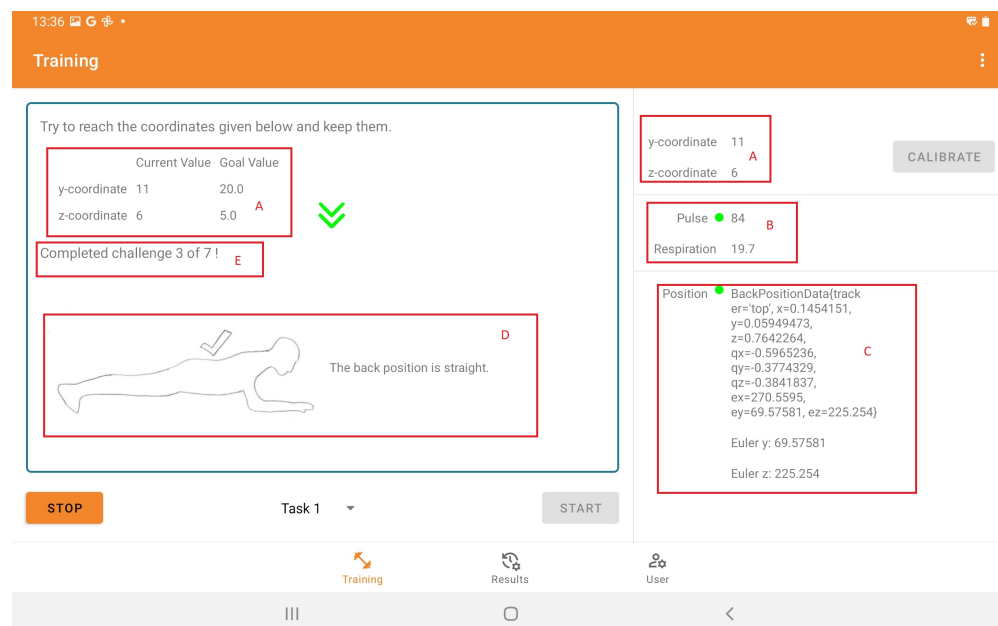 13:36
Training
Try to reach the coordinates given below and keep them.
Current Value Goal Value
y-coordinate 11 20.0
z-coordinate 6 5.0
A
Completed challenge 3 of 7 !
E
D
The back position is straight.
STOP
Task 1
START
y-coordinate 11
A
z-coordinate 6
CALIBRATE
Pulse 84
B
Respiration 19.7
Position BackPositionData{track
er='top', x=0.1454151,
y=0.05949473,
z=0.7642264,
qx=-0.5965236,
C
qy=-0.3774329,
qz=-0.3841837,
ex=270.5595,
ey=69.57581, ez=225.254}
Euler y: 69.57581
Euler z: 225.254
Training
Results
User